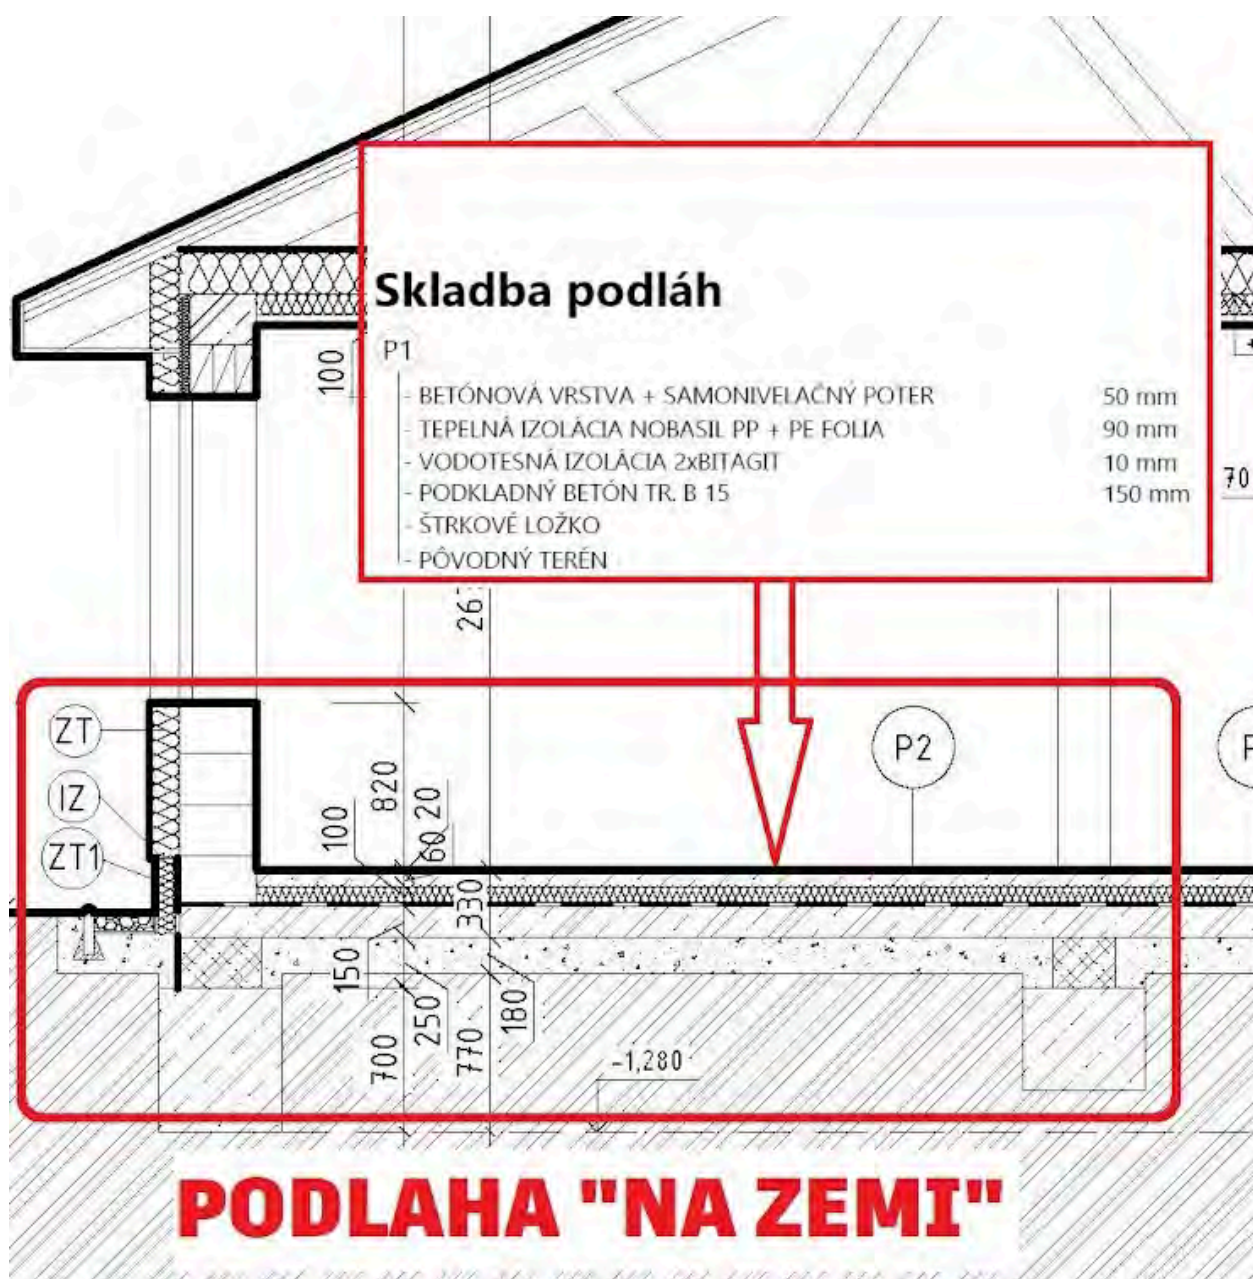 Skladba podláh
P1
- BETÓNOVÁ VRSTVA + SAMONIVELAČNÝ POTER 50 mm
- TEPELNÁ IZOLÁCIA NOBASIL PP + PE FOLIA 90 mm
- VODOTESNÁ IZOLÁCIA 2xBITAGIT 10 mm
- PODKLADNÝ BETÓN TR. B 15 150 mm
- ŠTRKOVÉ LOŽKO
- PÔVODNÝ TERÉN
100
70
26
ZT
IZ
ZT1
P2
100
820
60
20
330
150
700
250
770
180
-1,280
PODLAHA "NA ZEMI"